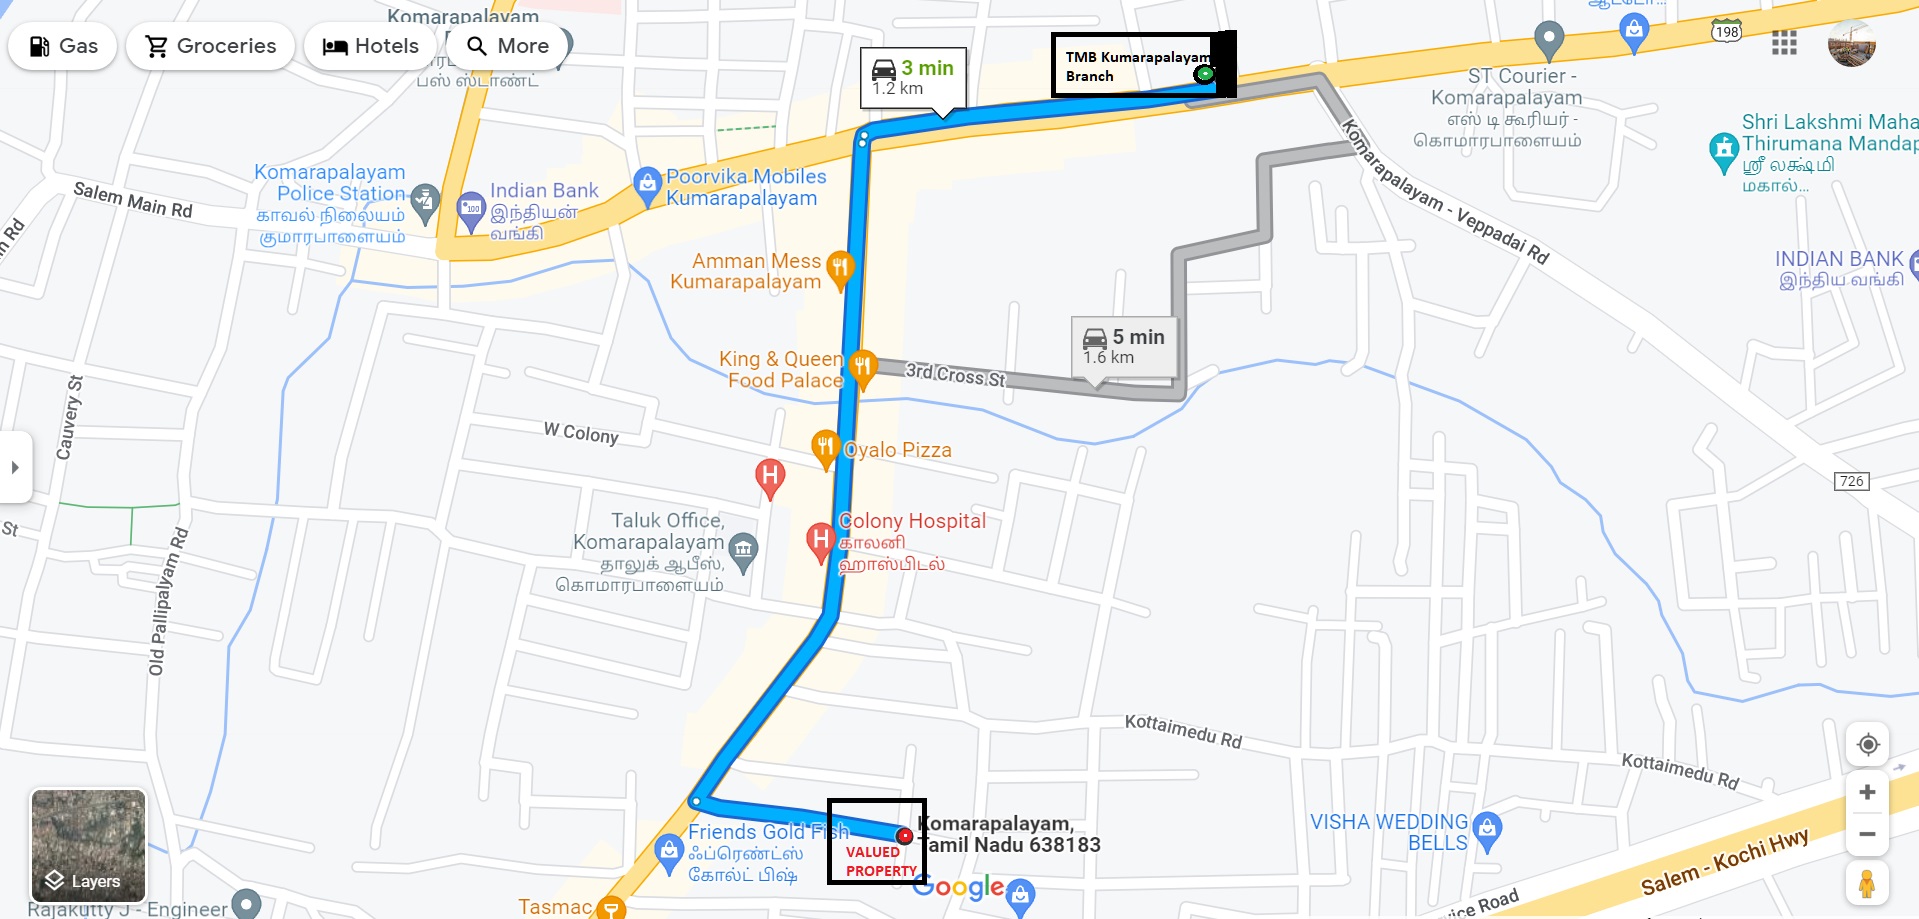 Komarapalayam
பஸ் ஸ்டாண்ட்
Gas
Groceries
Hotels
More
3 min
1.2 km
TMB Kumarapalayam
Branch
198
ST Courier -
Komarapalayam
எஸ் டி கூரியர் -
கொமாரபாளையம்
Shri Lakshmi Maha
Thirumana Mandap
ஸ்ரீ லக்ஷ்மி
மகால்...
Komarapalayam
Police Station
காவல் நிலையம்
குமாரபாளையம்
Salem Main Rd
Indian Bank
இந்தியன்
வங்கி
Poorvika Mobiles
Kumarapalayam
Komarapalayam - Veppadai Rd
Amman Mess
Kumarapalayam
INDIAN BANK
இந்திய வங்கி
5 min
1.6 km
King & Queen
Food Palace
3rd Cross St
Cauvery St
W Colony
Oyalo Pizza
726
Taluk Office,
Komarapalayam
தாலுக் ஆபீஸ்,
கொமாரபாளையம்
Colony Hospital
காலனி
ஹாஸ்பிடல்
St
Old Pallipalyam Rd
Kottaimedu Rd
Kottaimedu Rd
Friends Gold Fish
ஃப்ரெண்ட்ஸ்
கோல்ட் பிஷ்
Komarapalayam,
Tamil Nadu 638183
VALUED
PROPERTY
VISHA WEDDING
BELLS
Salem - Kochi Hwy
Layers
Google
Rajakutty J - Engineer
Tasmac
vice Road